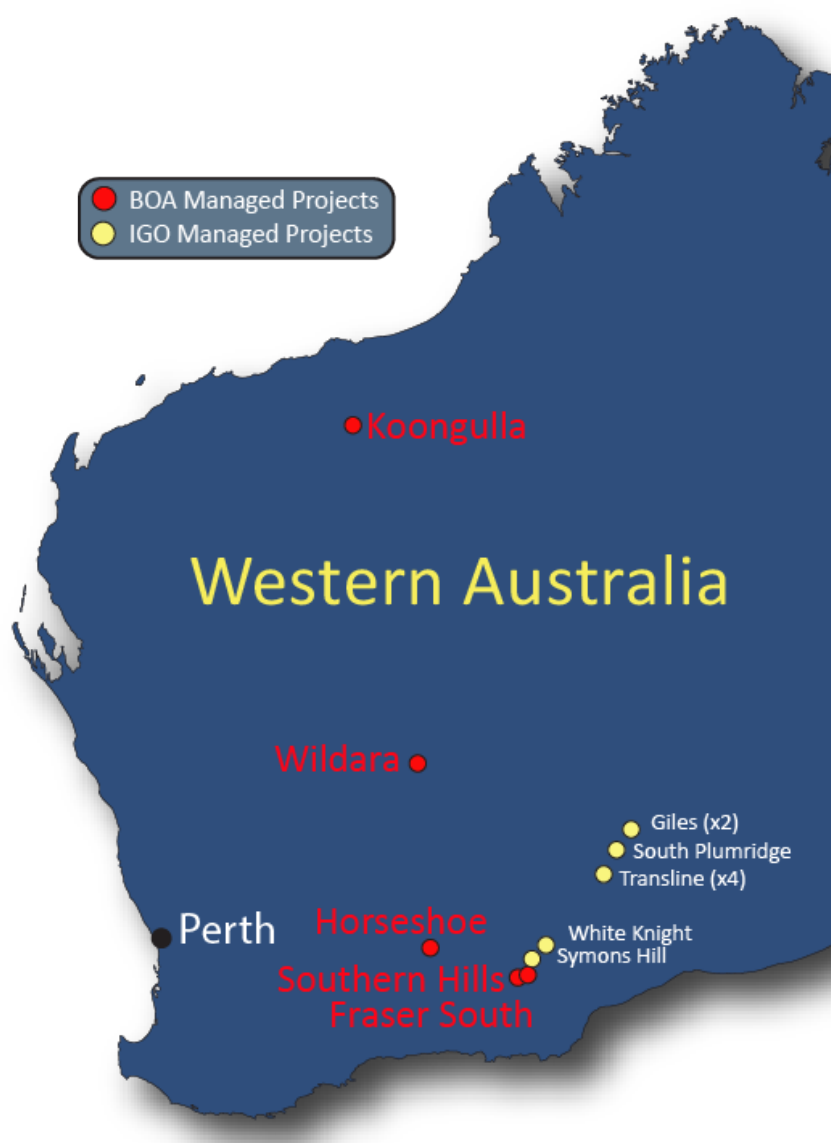 BOA Managed Projects
IGO Managed Projects
Koongulla
Western Australia
Wildara
Giles (x2)
South Plumridge
Transline (x4)
Perth
Horseshoe
White Knight
Symons Hill
Southern Hills
Fraser South